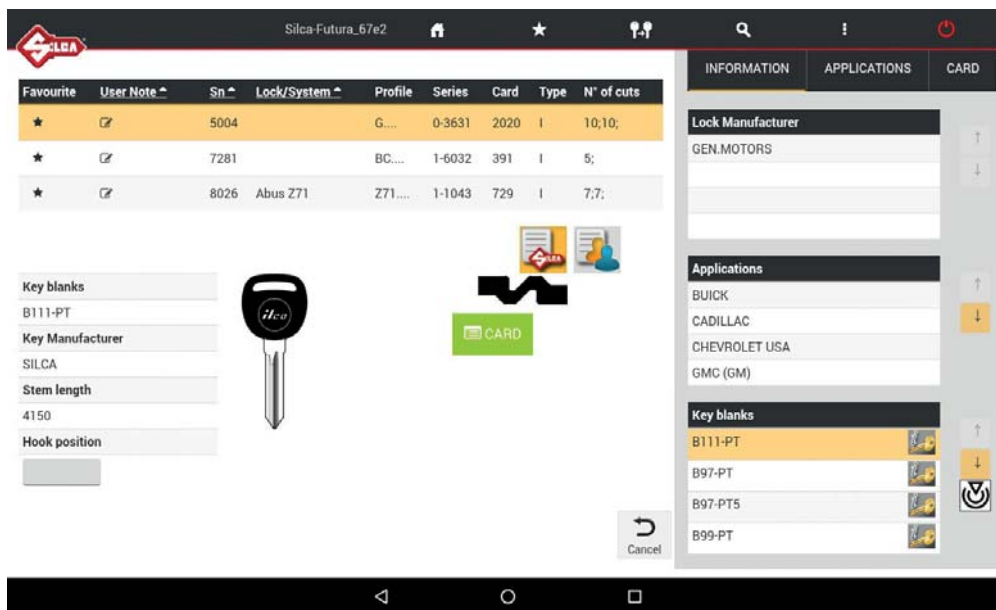 SILCA
Silca-Futura_67e2
INFORMATION APPLICATIONS CARD
Favourite User Note Sn Lock/System Profile Series Card Type N° of cuts
5004 G.... 0-3631 2020 I 10;10;
7281 BC.... 1-6032 391 I 5;
8026 Abus Z71 Z71.... 1-1043 729 I 7;7;
SILCA
Key blanks
B111-PT
Key Manufacturer
SILCA
Stem length
4150
Hook position
ilco
CARD
Cancel
Lock Manufacturer
GEN.MOTORS
Applications
BUICK
CADILLAC
CHEVROLET USA
GMC (GM)
Key blanks
B111-PT
B97-PT
B97-PT5
B99-PT